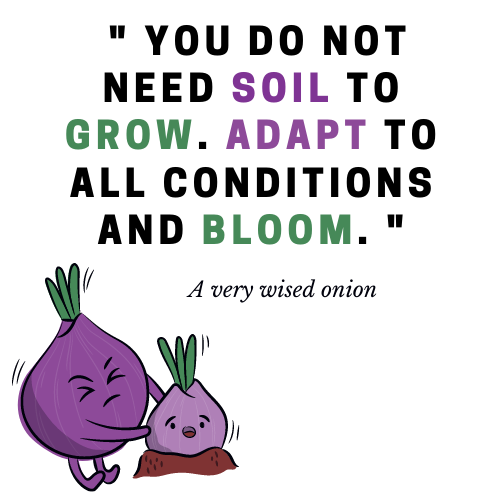 " YOU DO NOT
NEED SOIL TO
GROW. ADAPT TO
ALL CONDITIONS
AND BLOOM. "
A very wised onion